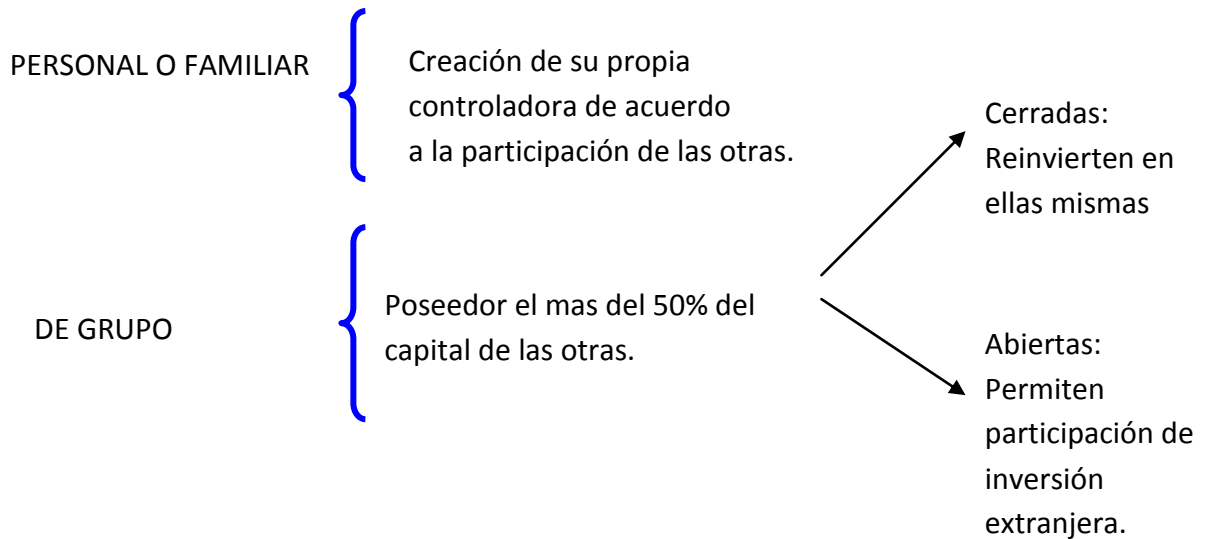 PERSONAL O FAMILIAR
Creación de su propia
controladora de acuerdo
a la participación de las otras.
DE GRUPO
Poseedor el mas del 50% del
capital de las otras.
Cerradas:
Reinvierten en
ellas mismas
Abiertas:
Permiten
participación de
inversión
extranjera.